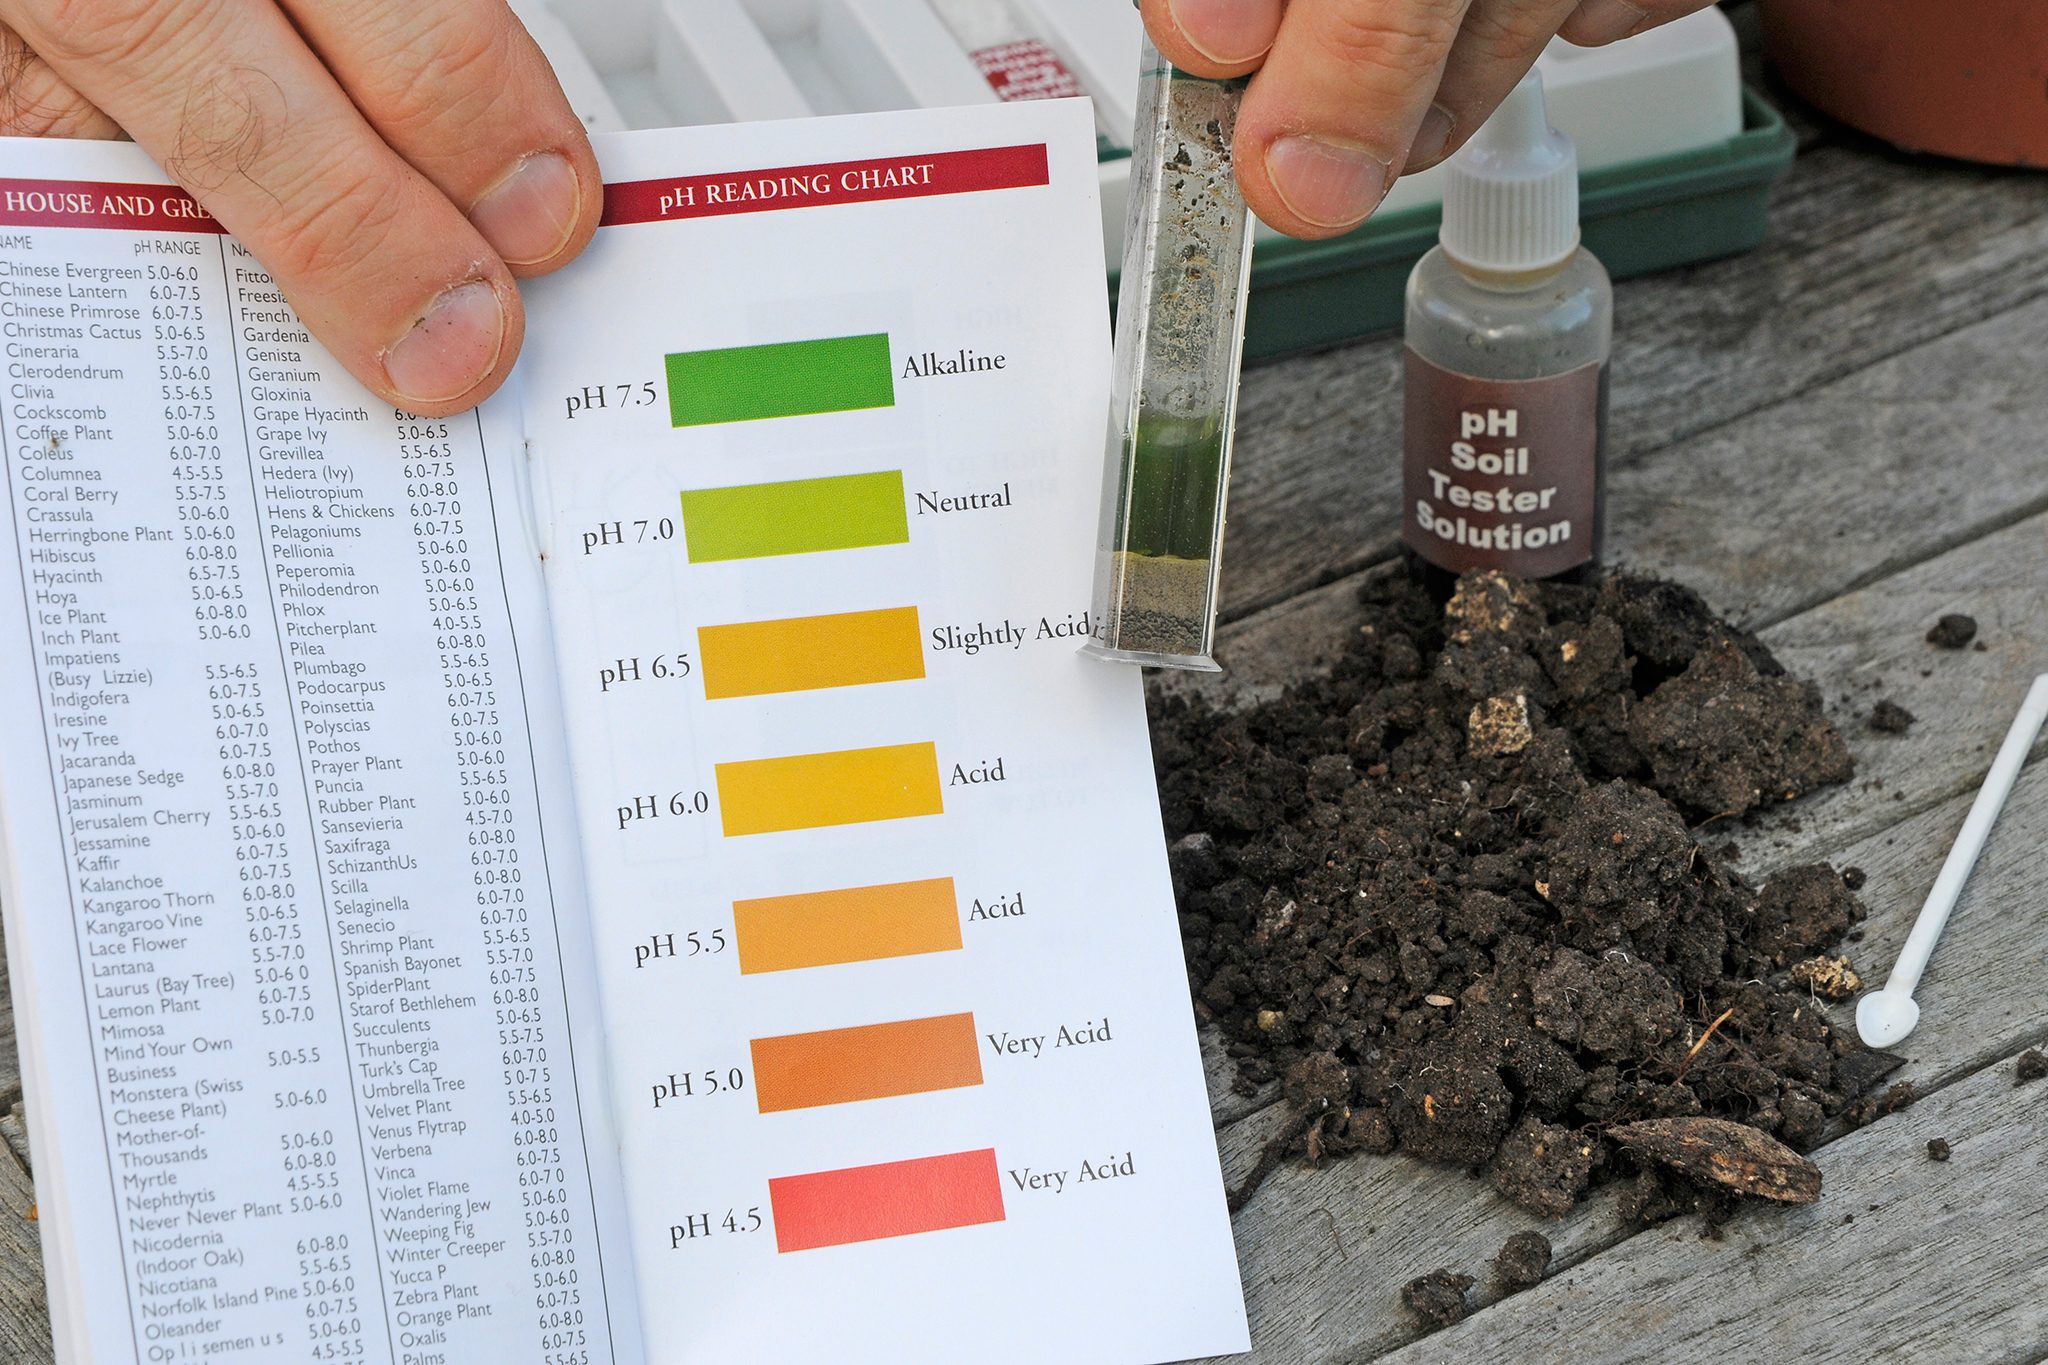 HOUSE AND
NAME pH RANGE
Chinese Evergreen 5.0-6.0
Chinese Lantern 6.0-7.5
Chinese Primrose 6.0-7.5
Christmas Cactus 5.0-6.5
Cineraria 5.5-7.0
Clerodendrum 5.0-6.0
Clivia 5.5-6.5
Cockscomb 6.0-7.5
Coffee Plant 5.0-6.0
Coleus 6.0-7.0
Columnea 4.5-5.5
Coral Berry 5.5-7.5
Crassula 5.0-6.0
Herringbone Plant 5.0-6.0
Hibiscus 6.0-8.0
Hyacinth 6.5-7.5
Hoya 5.0-6.5
Ice Plant 6.0-8.0
Inch Plant 5.0-6.0
Impatiens
(Busy Lizzie) 5.5-6.5
Indigofera 6.0-7.5
Iresine 5.0-6.5
Ivy Tree 6.0-7.0
Jacaranda 6.0-7.5
Japanese Sedge 6.0-8.0
Jasminum 5.5-7.0
Jerusalem Cherry 5.5-6.5
Jessamine 5.0-6.0
Kaffir 6.0-7.5
Kalanchoe 6.0-7.5
Kangaroo Thorn 6.0-8.0
Kangaroo Vine 5.0-6.5
Lace Flower 6.0-7.5
Lantana 5.5-7.0
Laurus (Bay Tree) 5.0-6 0
Lemon Plant 6.0-7.5
Mimosa 5.0-7.0
Mind Your Own
Business 5.0-5.5
Monstera (Swiss
Cheese Plant) 5.0-6.0
Mother-of-
Thousands 5.0-6.0
Myrtle 6.0-8.0
Nephthytis 4.5-5.5
Never Never Plant 5.0-6.0
Nicodernia
(Indoor Oak) 6.0-8.0
Nicotiana 5.5-6.5
Norfolk Island Pine 5.0-6.0
Oleander 6.0-7.5
Op l i semen u s 5.0-6.0
4.5-5.5
Freesia
French
Gardenia
Genista
Geranium
Gloxinia
Grape Hyacinth
Grape Ivy 5.0-6.5
Grevillea 5.5-6.5
Hedera (Ivy) 6.0-7.5
Heliotropium 6.0-8.0
Hens & Chickens 6.0-7.0
Pelagoniums 6.0-7.5
Pellionia 5.0-6.0
Peperomia 5.0-6.0
Philodendron 5.0-6.0
Phlox 5.0-6.5
Pitcherplant 4.0-5.5
Pilea 6.0-8.0
Plumbago 5.5-6.5
Podocarpus 5.0-6.5
Poinsettia 6.0-7.5
Polyscias 6.0-7.5
Pothos 5.0-6.0
Prayer Plant 5.0-6.0
Puncia 5.5-6.5
Rubber Plant 5.0-6.0
Sansevieria 4.5-7.0
Saxifraga 6.0-8.0
SchizanthUs 6.0-7.0
Scilla 6.0-8.0
Selaginella 6.0-7.0
Senecio 6.0-7.0
Shrimp Plant 5.5-6.5
Spanish Bayonet 5.5-7.0
SpiderPlant 6.0-7.5
Starof Bethlehem 6.0-8.0
Succulents 5.0-6.5
Thunbergia 5.5-7.5
Turk's Cap 6.0-7.0
Umbrella Tree 5 0-7 5
Velvet Plant 5.5-6.5
Venus Flytrap 4.0-5.0
Verbena 6.0-8.0
Vinca 6.0-7.5
Violet Flame 6.0-7 0
Wandering Jew 5.0-6.0
Weeping Fig 5.0-6.0
Winter Creeper 5.5-7.0
Yucca P 6.0-8.0
Zebra Plant 5.0-6.0
Orange Plant 6.0-7.5
Oxalis 6.0-8.0
Palms 6.0-7.5
5.5-6.5
pH READING CHART
pH 7.5 Alkaline
pH 7.0 Neutral
pH 6.5 Slightly Acidic
pH 6.0 Acid
pH 5.5 Acid
pH 5.0 Very Acid
pH 4.5 Very Acid
pH
Soil
Tester
Solution